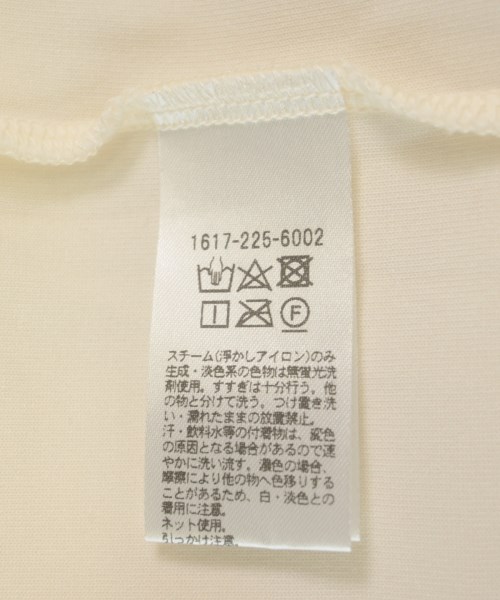 1617-225-6002
F
スチーム(浮かしアイロン)のみ
生成・淡色系の色物は無蛍光洗
剤使用。すすぎは十分行う。他
の物と分けて洗う。つけ置き洗
い・濡れたままの放置禁止。
汗・飲料水等の付着物は、変色
の原因となる場合があるので速
やかに洗い流す。濃色の場合、
摩擦により他の物へ色移りする
ことがあるため、白・淡色との
着用に注意。
ネット使用。
引っかけ注意。